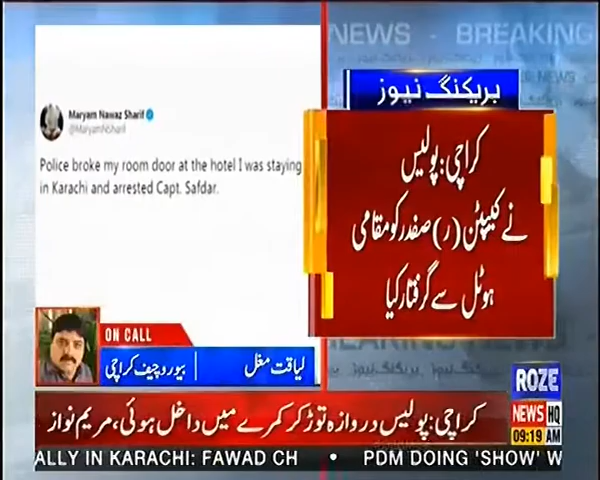 NEWS - BREAKING
بریکنگ نیوز
Maryam Nawaz Sharif
@MaryamNSharif
Police broke my room door at the hotel I was staying
in Karachi and arrested Capt. Safdar.
کراچی: پولیس
نے کیپٹن (ر) صفدر کو مقامی
ہوٹل سے گرفتار کیا
ON CALL
لیاقت مغل
بیورو چیف کراچی
ROZE
NEWS HQ
09:19 AM
کراچی: پولیس دروازہ توڑ کر کمرے میں داخل ہوئی، مریم نواز
ALLY IN KARACHI: FAWAD CH • PDM DOING 'SHOW' W